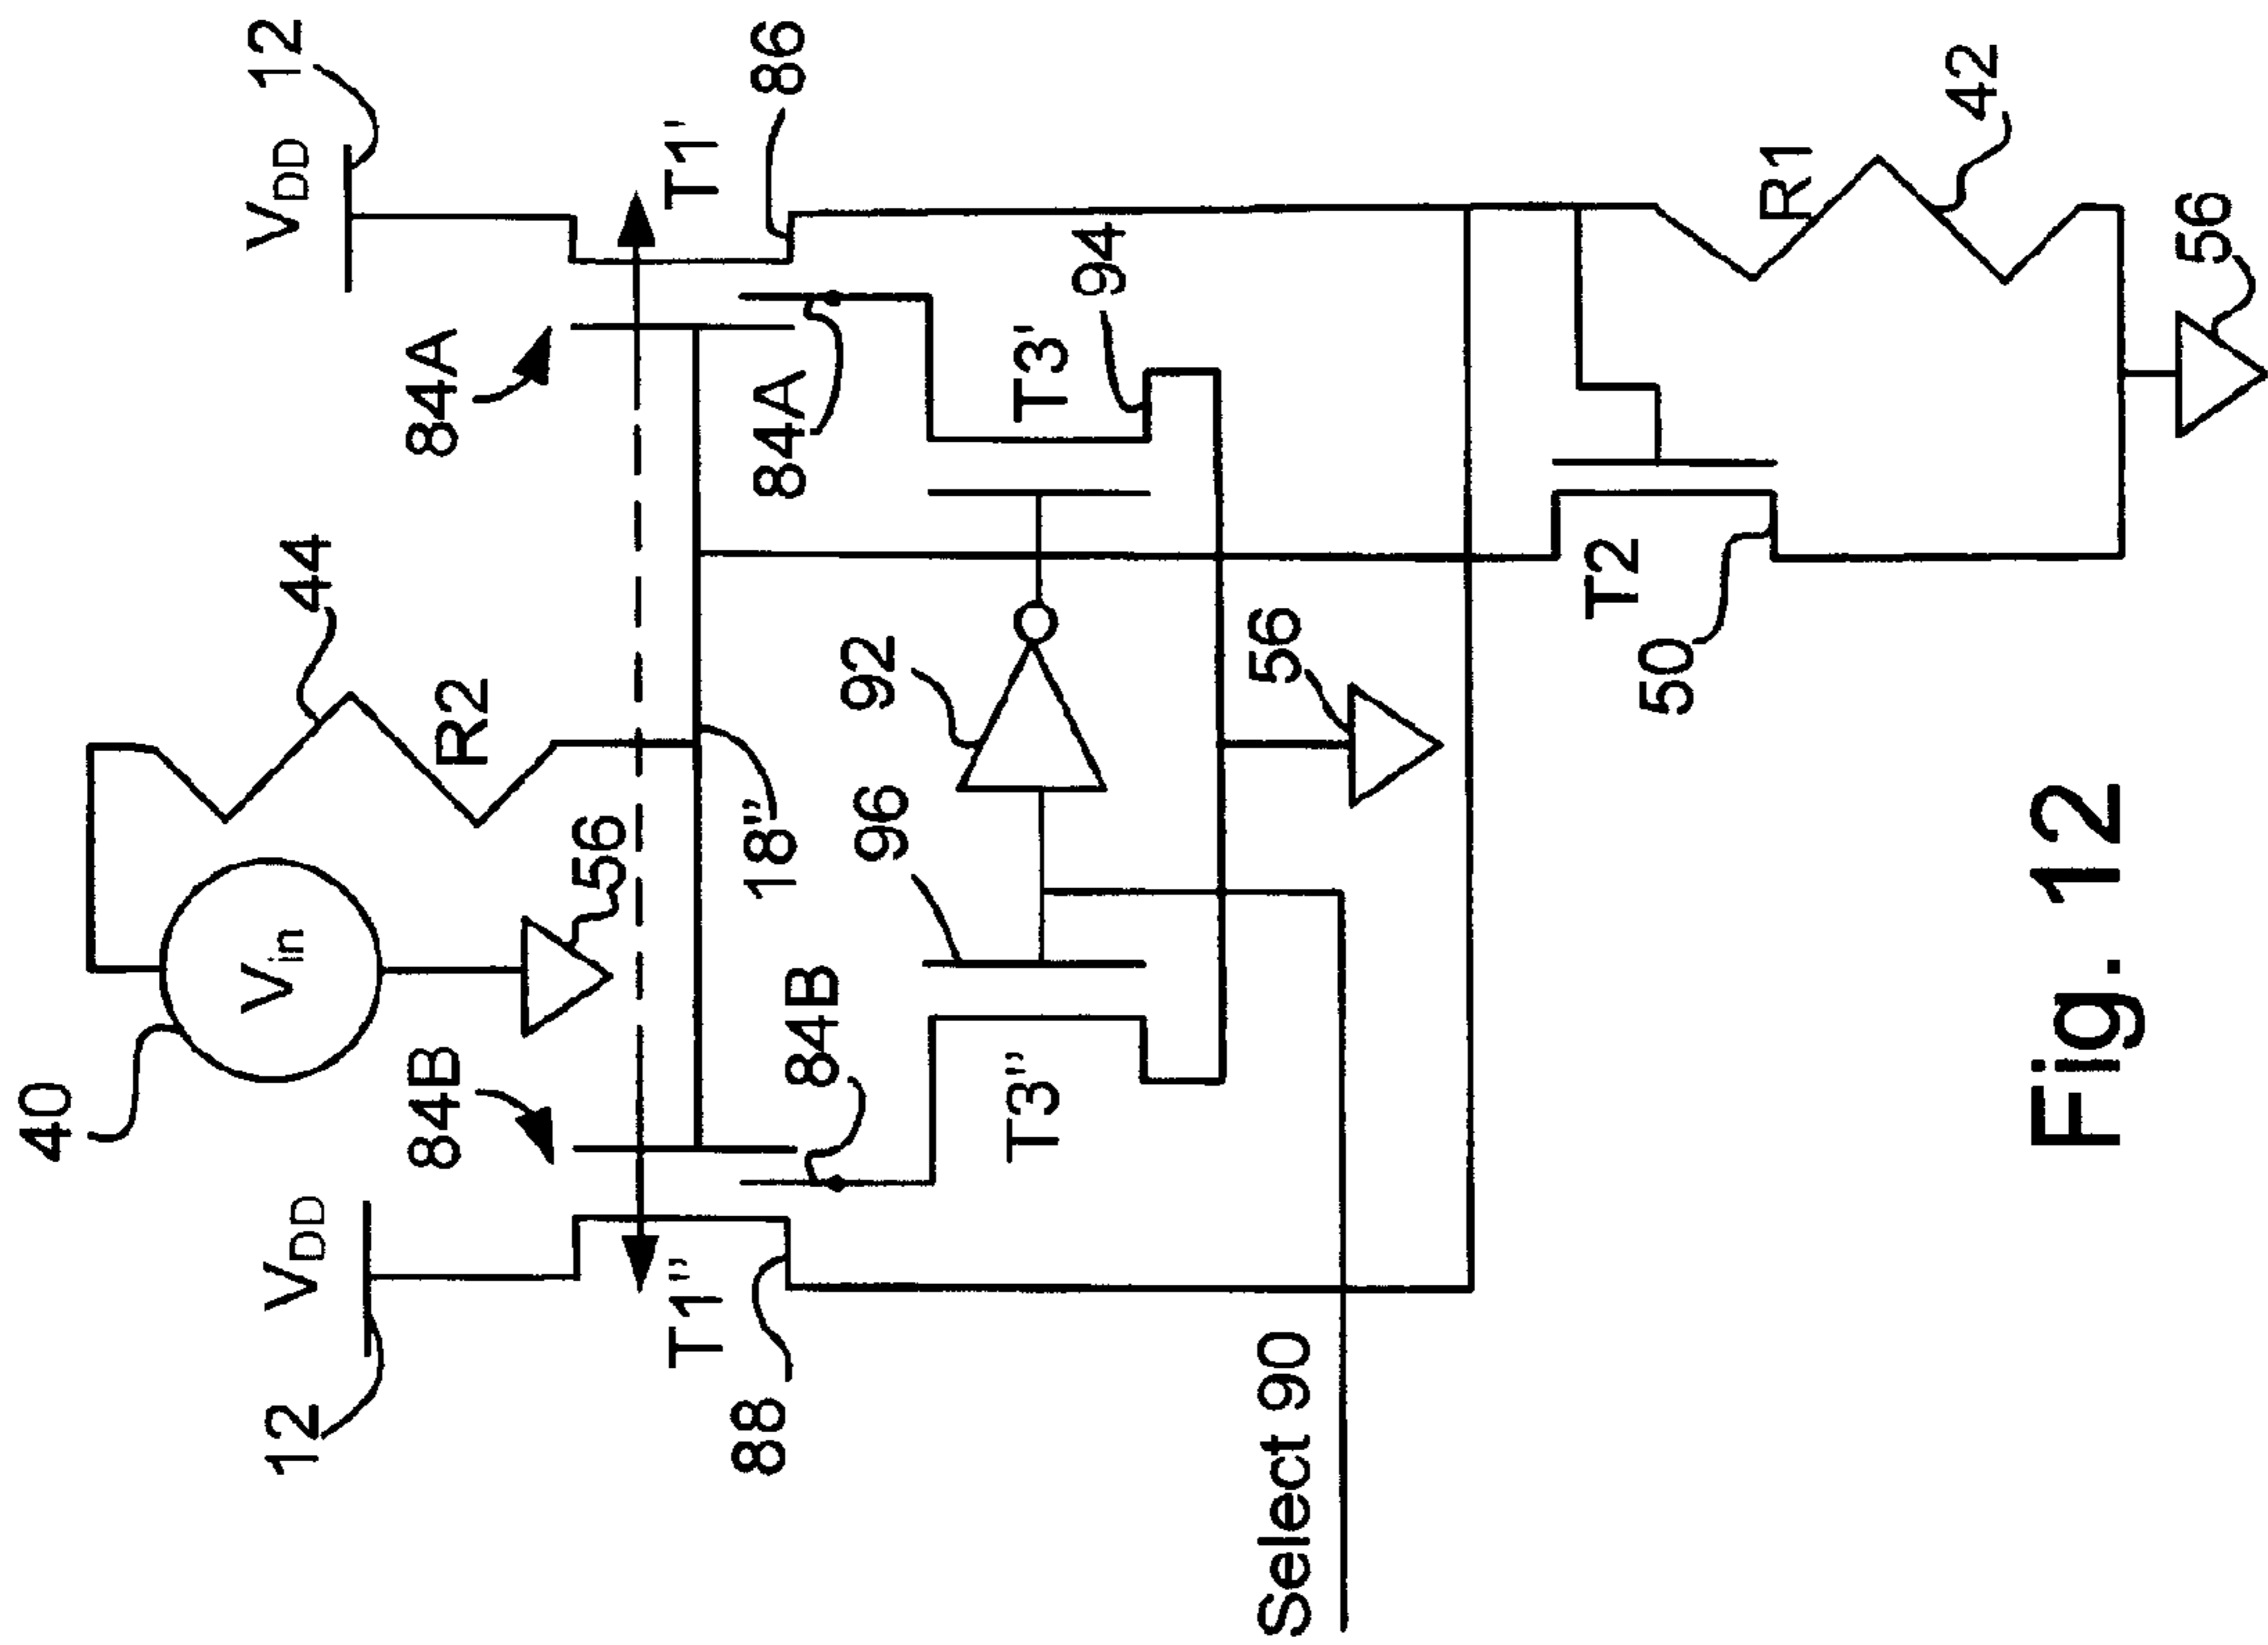 40
12
V_DD
V_in
44
V_DD
12
84B
R2
84A
56
T1"
T1'
88
84B
18"
84A
86
96
92
T3"
T3'
94
Select 90
56
50
T2
R1
42
56
Fig. 12